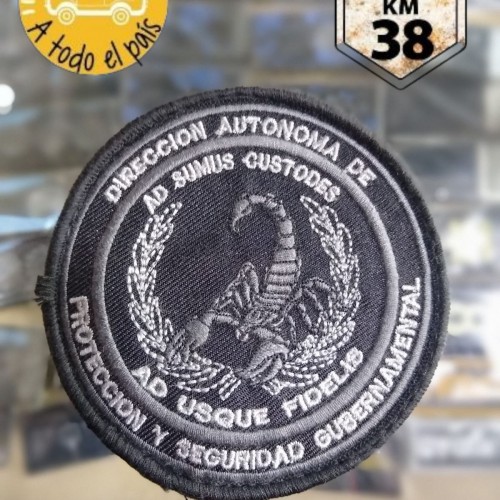 A todo el país
KM
38
DIRECCION AUTONOMA DE
AD SUMUS CUSTODES
AD USQUE FIDELIS
PROTECCION Y SEGURIDAD GUBERNAMENTAL